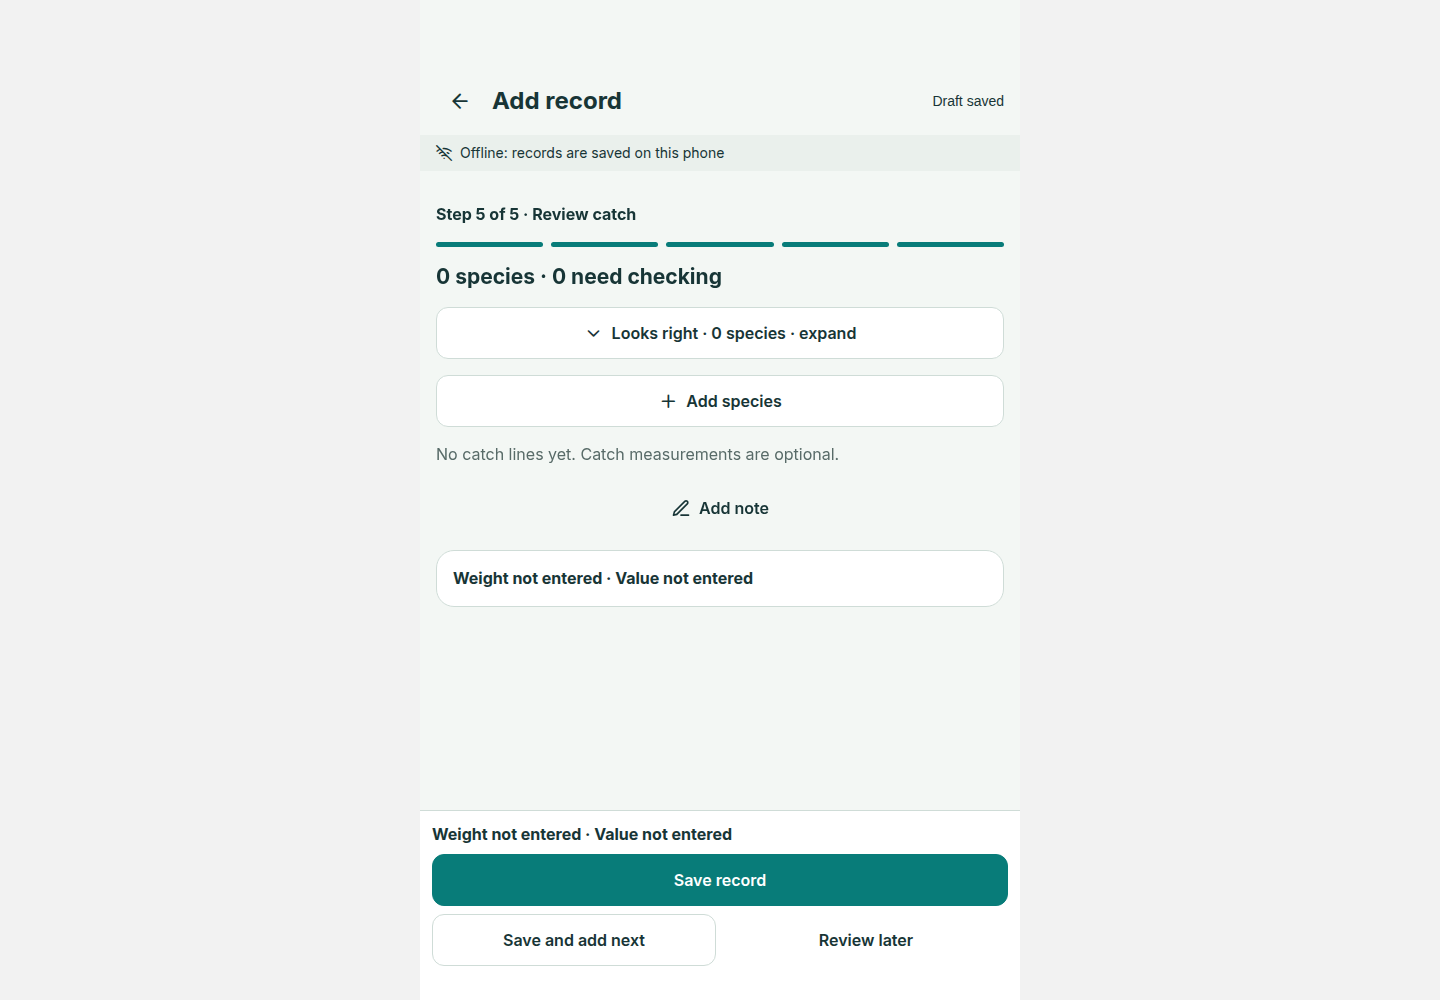 Add record
Draft saved
Offline: records are saved on this phone
Step 5 of 5 · Review catch
0 species · 0 need checking
Looks right · 0 species · expand
Add species
No catch lines yet. Catch measurements are optional.
Add note
Weight not entered · Value not entered
Weight not entered · Value not entered
Save record
Save and add next
Review later